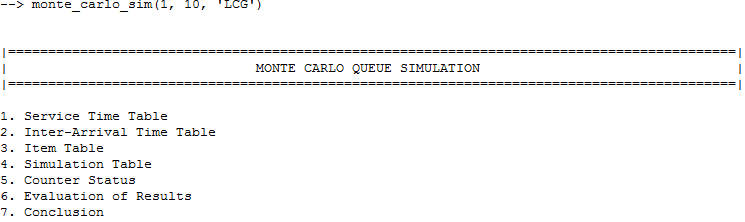 --> monte_carlo_sim(1, 10, 'LCG')
|===========================================================================================|
| MONTE CARLO QUEUE SIMULATION |
|===========================================================================================|
1. Service Time Table
2. Inter-Arrival Time Table
3. Item Table
4. Simulation Table
5. Counter Status
6. Evaluation of Results
7. Conclusion